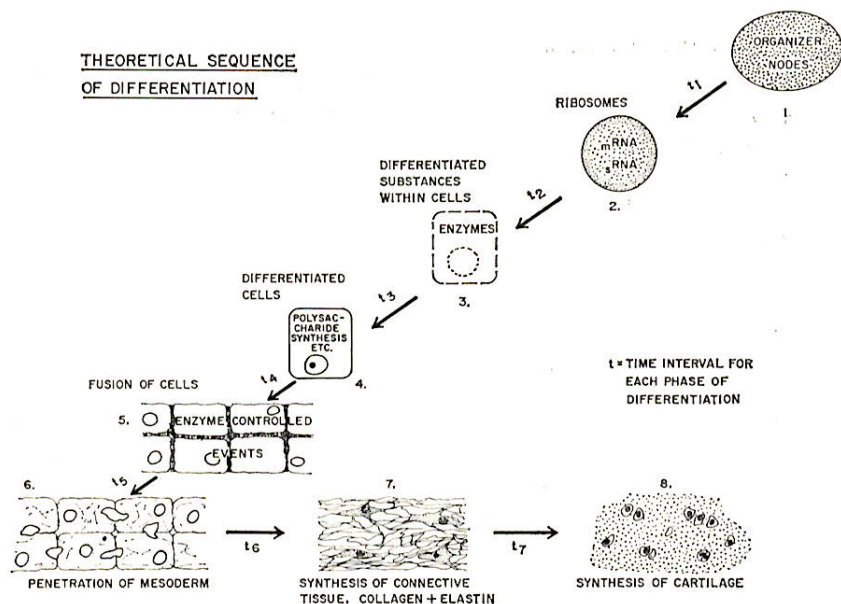 THEORETICAL SEQUENCE
OF DIFFERENTIATION
ORGANIZER
NODES
1.
t1
RIBOSOMES
mRNA
sRNA
2.
t2
DIFFERENTIATED
SUBSTANCES
WITHIN CELLS
ENZYMES
3.
t3
DIFFERENTIATED
CELLS
POLYSAC-
CHARIDE
SYNTHESIS
ETC.
4.
t4
t = TIME INTERVAL FOR
EACH PHASE OF
DIFFERENTIATION
FUSION OF CELLS
5.
ENZYME CONTROLLED
EVENTS
t5
6.
PENETRATION OF MESODERM
t6
7.
SYNTHESIS OF CONNECTIVE
TISSUE, COLLAGEN + ELASTIN
t7
8.
SYNTHESIS OF CARTILAGE